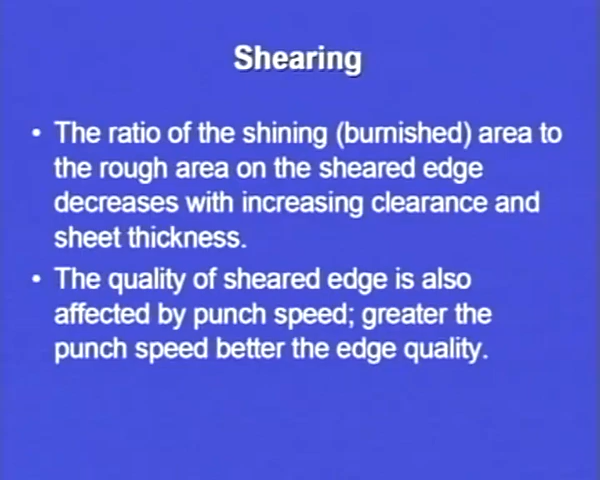 Shearing
• The ratio of the shining (burnished) area to
the rough area on the sheared edge
decreases with increasing clearance and
sheet thickness.
• The quality of sheared edge is also
affected by punch speed; greater the
punch speed better the edge quality.